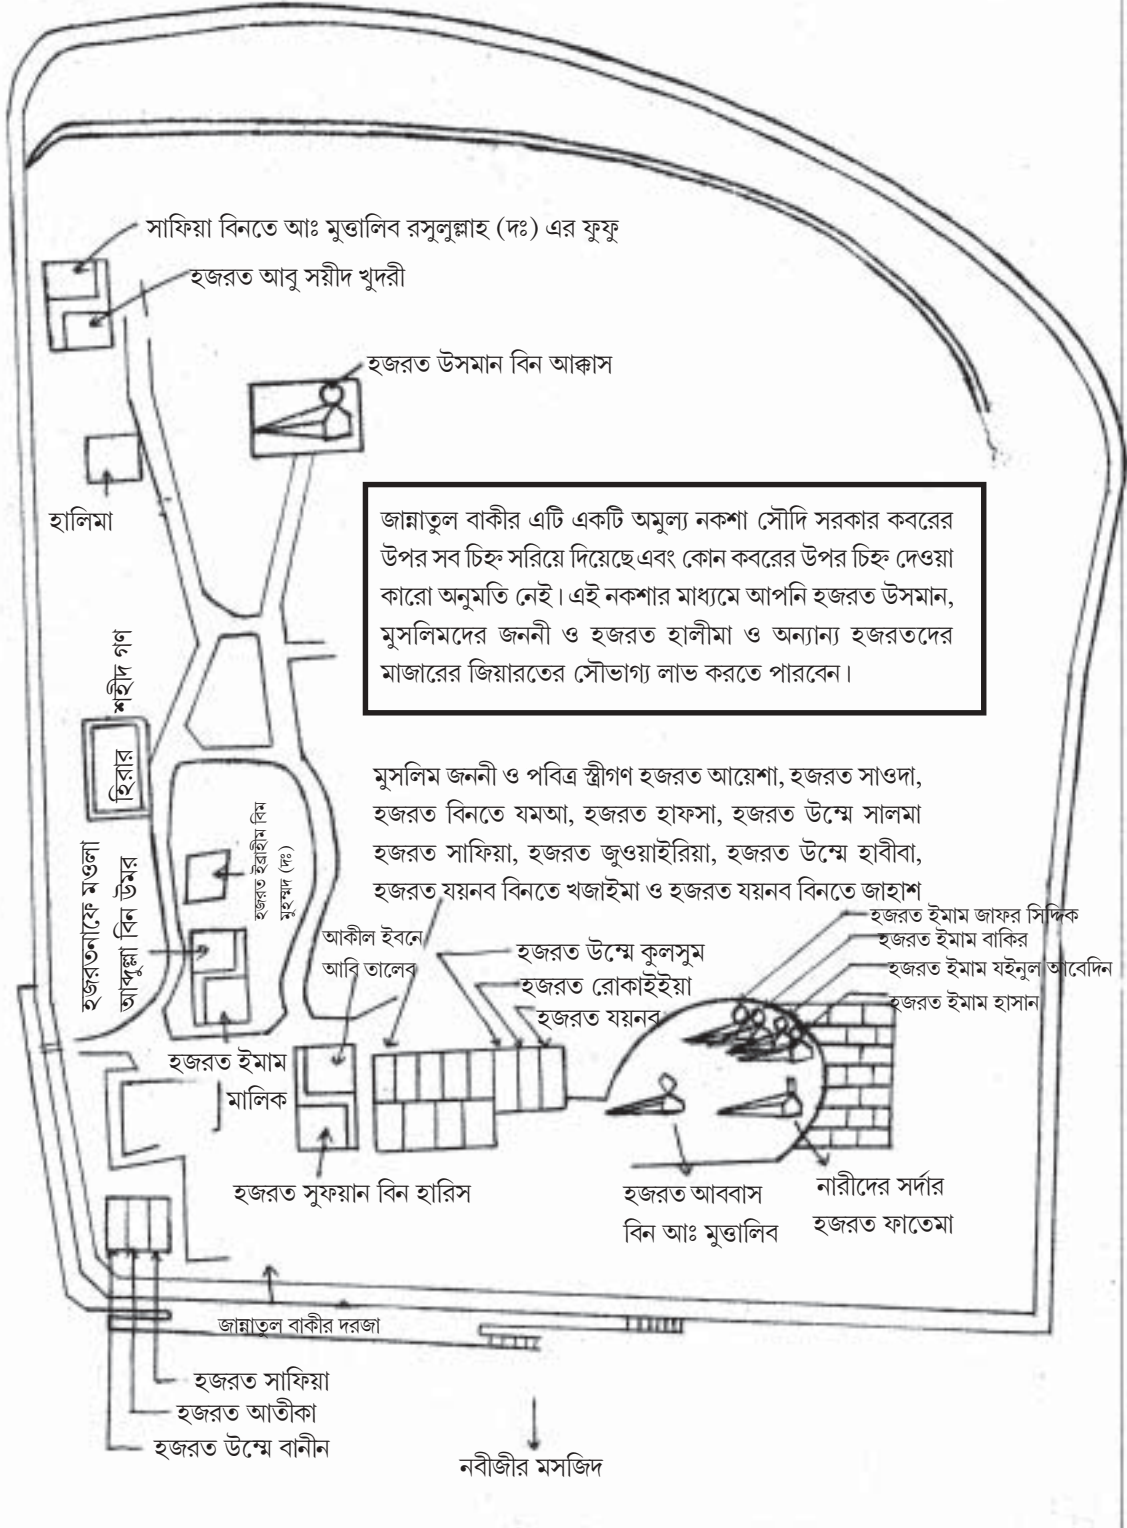 সাফিয়া বিনতে আঃ মুত্তালিব রসুলুল্লাহ (দঃ) এর ফুফু
হজরত আবু সয়ীদ খুদরী
হজরত উসমান বিন আক্কাস
হালিমা
জান্নাতুল বাকীর এটি একটি অমুল্য নকশা সৌদি সরকার কবরের
উপর সব চিহ্ন সরিয়ে দিয়েছে এবং কোন কবরের উপর চিহ্ন দেওয়া
কারো অনুমতি নেই। এই নকশার মাধ্যমে আপনি হজরত উসমান,
মুসলিমদের জননী ও হজরত হালীমা ও অন্যান্য হজরতদের
মাজারের জিয়ারতের সৌভাগ্য লাভ করতে পারবেন।
হিরার শহীদ গণ
মুসলিম জননী ও পবিত্র স্ত্রীগণ হজরত আয়েশা, হজরত সাওদা,
হজরত বিনতে যমআ, হজরত হাফসা, হজরত উম্মে সালমা
হজরত সাফিয়া, হজরত জুওয়াইরিয়া, হজরত উম্মে হাবীবা,
হজরত যয়নব বিনতে খজাইমা ও হজরত যয়নব বিনতে জাহাশ
হজরত ইব্রাহীম বিম
মুহম্মদ (দঃ)
হজরতনাফে মওলা
আব্দুল্লা বিন উমর
আকীল ইবনে
আবি তালেব
হজরত উম্মে কুলসুম
হজরত রোকাইইয়া
হজরত যয়নব
হজরত ইমাম জাফর সিদ্দিক
হজরত ইমাম বাকির
হজরত ইমাম যইনুল আবেদিন
হজরত ইমাম হাসান
হজরত ইমাম
মালিক
হজরত সুফয়ান বিন হারিস
হজরত আববাস
বিন আঃ মুত্তালিব
নারীদের সর্দার
হজরত ফাতেমা
জান্নাতুল বাকীর দরজা
হজরত সাফিয়া
হজরত আতীকা
হজরত উম্মে বানীন
নবীজীর মসজিদ